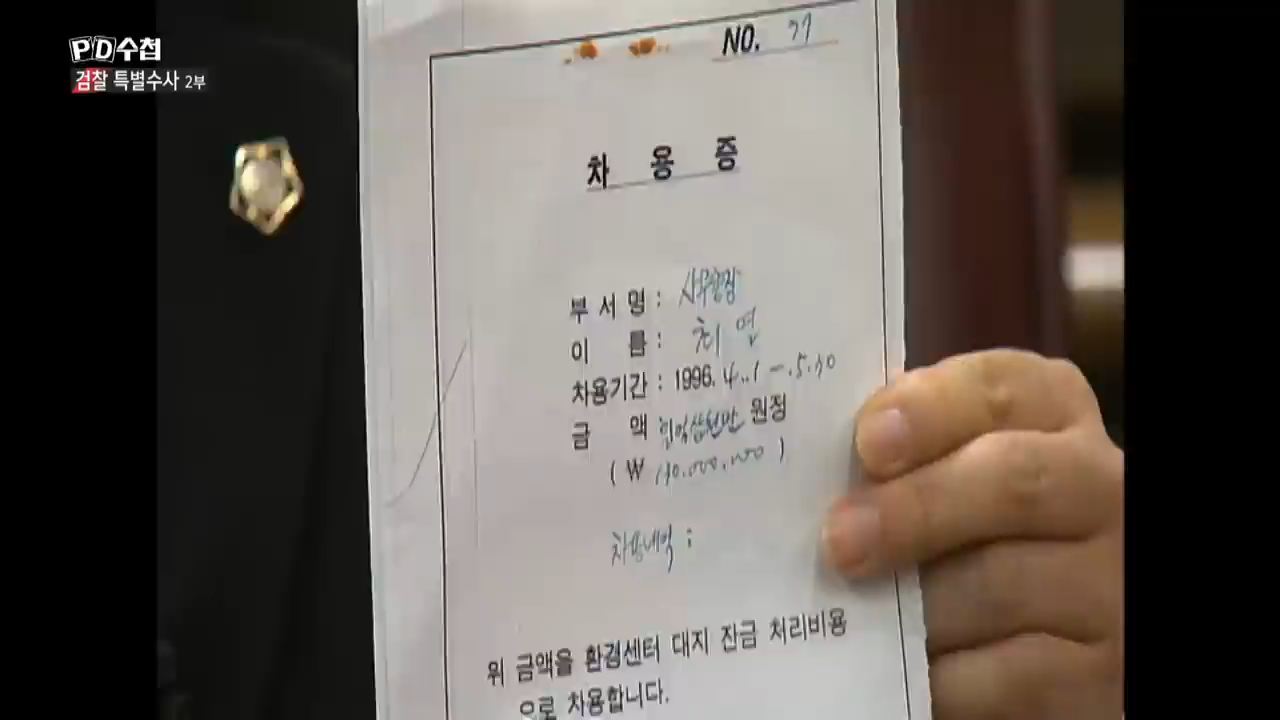 PD수첩
검찰 특별수사 2부
NO. 77
차 용 증
부 서 명 : 사무총장
이 름 : 최 열
차용기간 : 1996. 4. .1 - .5.30
금 액 일억삼천만 원정
( ₩ 130.000.000 )
차용내역 :
위 금액을 환경센터 대지 잔금 처리비용
으로 차용합니다.